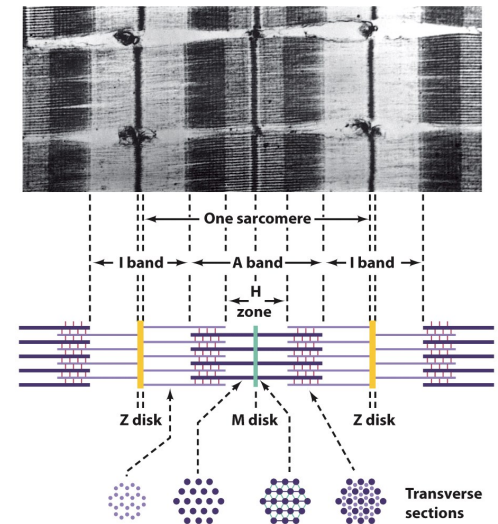 One sarcomere
I band
A band
I band
H
zone
Z disk
M disk
Z disk
Transverse
sections